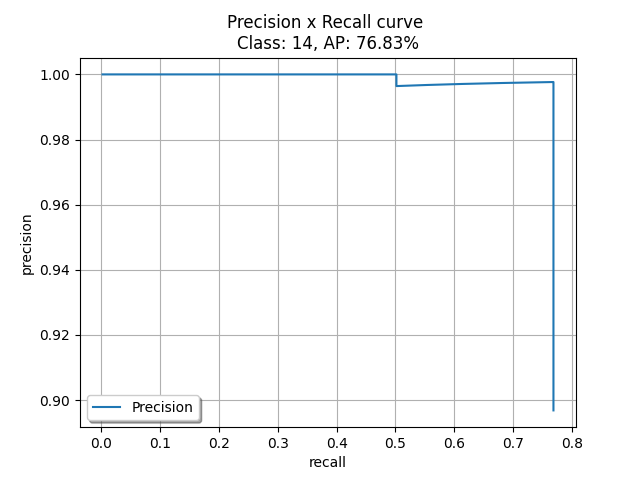 Precision x Recall curve
Class: 14, AP: 76.83%
1.00
0.98
0.96
0.94
0.92
0.90
precision
Precision
0.0 0.1 0.2 0.3 0.4 0.5 0.6 0.7 0.8
recall